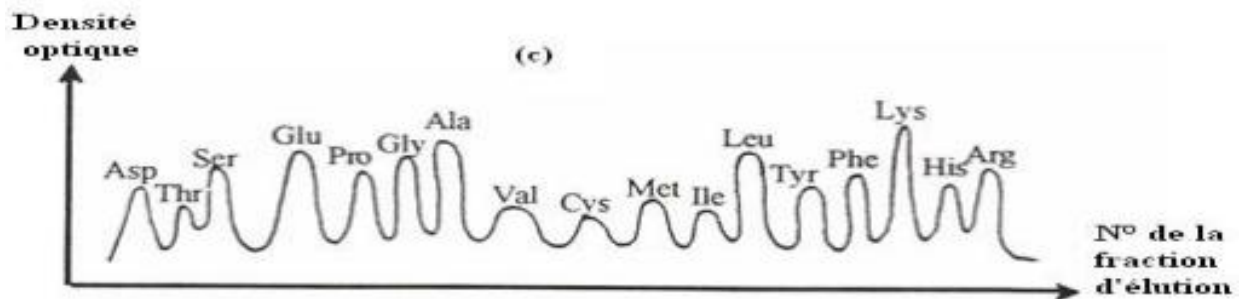 Densité
optique
(c)
Asp Thr Ser Glu Pro Gly Ala Val Cys Met Ile Leu Tyr Phe Lys His Arg
N° de la
fraction
d'élution